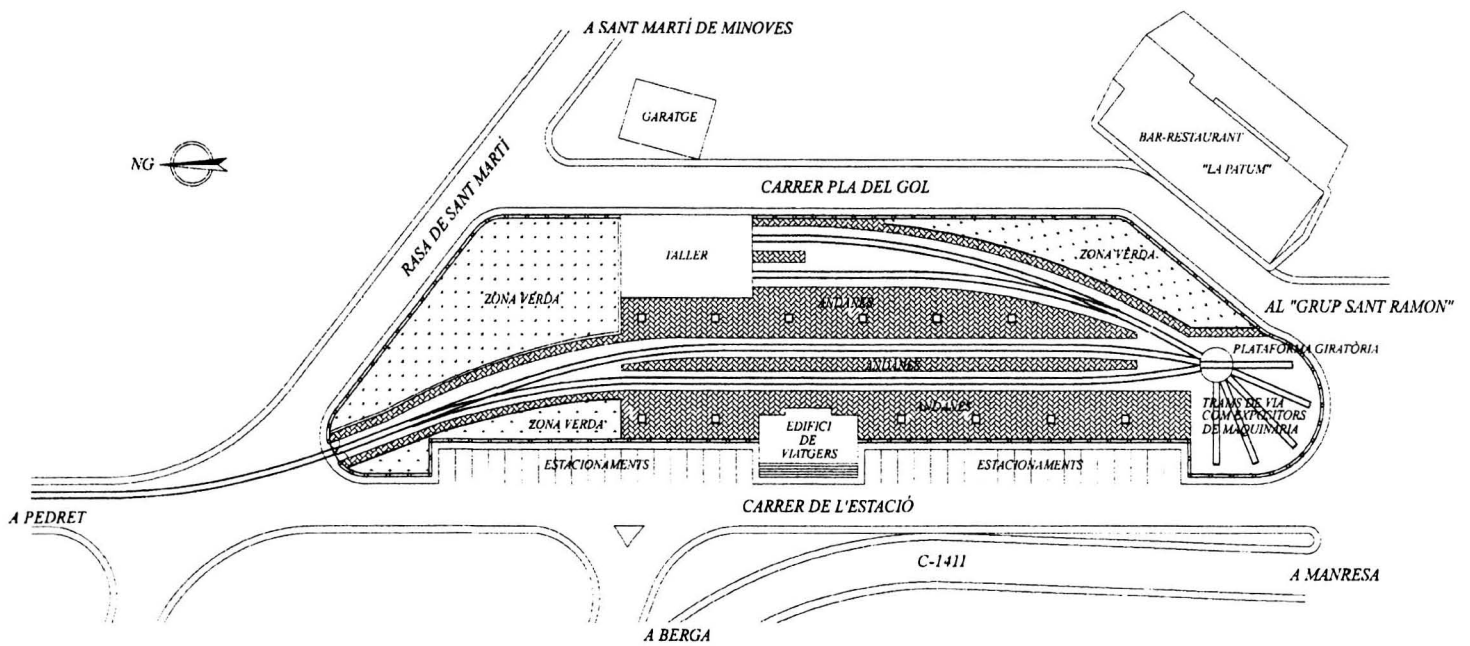 A SANT MARTÍ DE MINOVES
GARATGE
BAR-RESTAURANT
"LA PATUM"
NG
RASA DE SANT MARTÍ
CARRER PLA DEL GOL
TALLER
ZONA VERDA
ZONA VERDA
ANDANES
AL "GRUP SANT RAMON"
PLATAFORMA GIRATÒRIA
ANDANES
TRAMS DE VIA
COM EXPOSITORS
DE MAQUINÀRIA
ANDANES
ZONA VERDA
EDIFICI
DE
VIATGERS
ESTACIONAMENTS
ESTACIONAMENTS
A PEDRET
CARRER DE L'ESTACIÓ
C-1411
A MANRESA
A BERGA